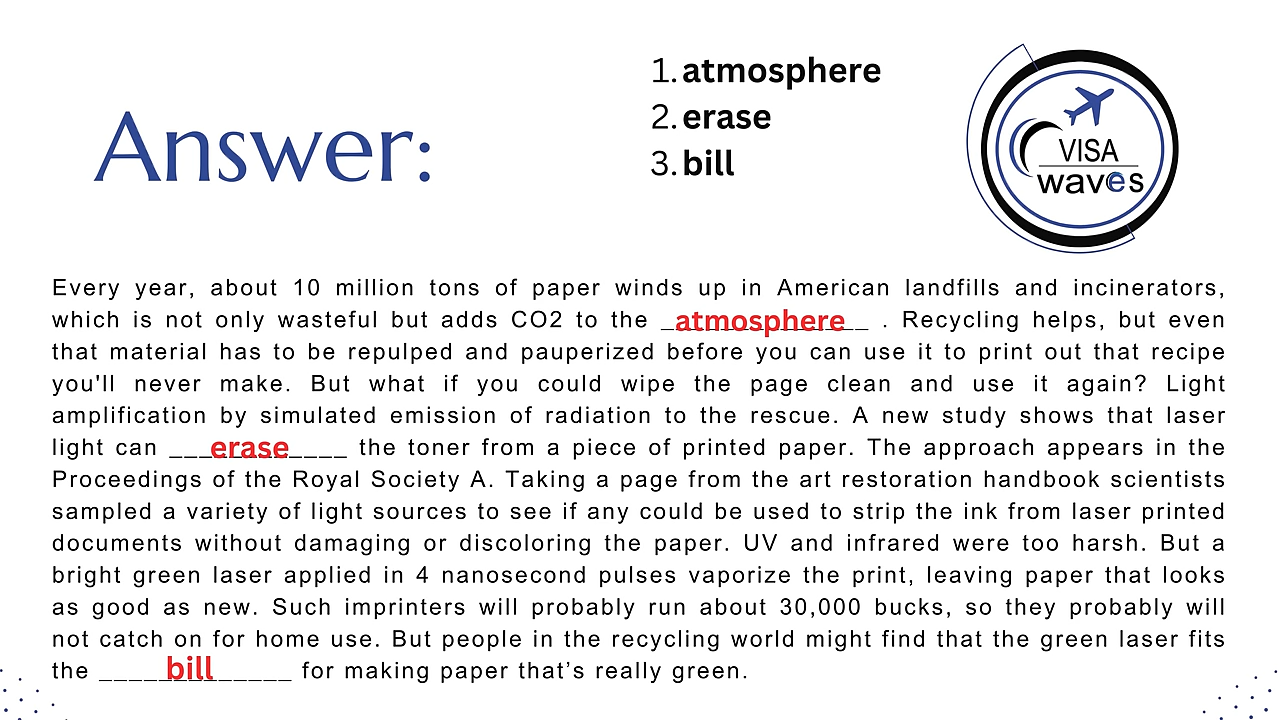 Answer:
1. atmosphere
2. erase
3. bill
VISA
waves
Every year, about 10 million tons of paper winds up in American landfills and incinerators,
which is not only wasteful but adds CO2 to the __atmosphere__ . Recycling helps, but even
that material has to be repulped and pauperized before you can use it to print out that recipe
you'll never make. But what if you could wipe the page clean and use it again? Light
amplification by simulated emission of radiation to the rescue. A new study shows that laser
light can ___erase____ the toner from a piece of printed paper. The approach appears in the
Proceedings of the Royal Society A. Taking a page from the art restoration handbook scientists
sampled a variety of light sources to see if any could be used to strip the ink from laser printed
documents without damaging or discoloring the paper. UV and infrared were too harsh. But a
bright green laser applied in 4 nanosecond pulses vaporize the print, leaving paper that looks
as good as new. Such imprinters will probably run about 30,000 bucks, so they probably will
not catch on for home use. But people in the recycling world might find that the green laser fits
the ____bill_____ for making paper that’s really green.